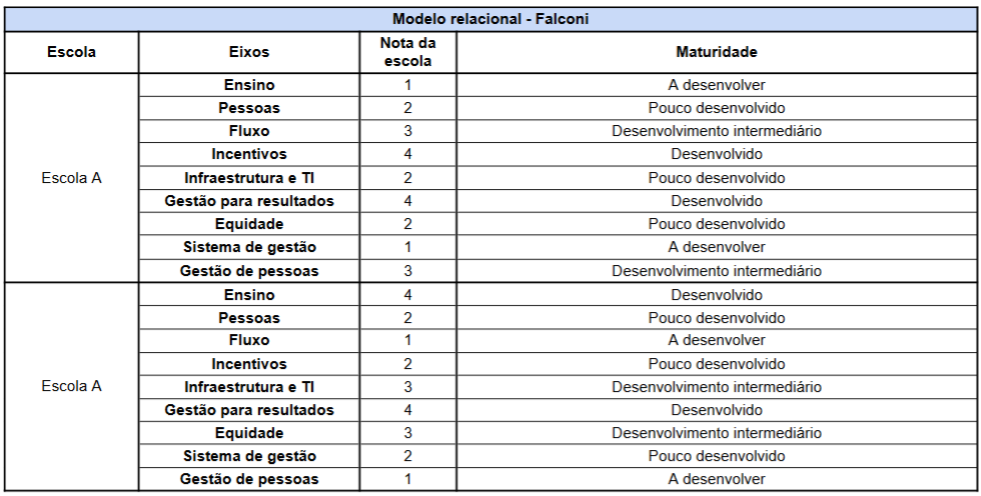 Modelo relacional - Falconi
Escola Eixos Nota da escola Maturidade
Escola A
Ensino 1 A desenvolver
Pessoas 2 Pouco desenvolvido
Fluxo 3 Desenvolvimento intermediário
Incentivos 4 Desenvolvido
Infraestrutura e TI 2 Pouco desenvolvido
Gestão para resultados 4 Desenvolvido
Equidade 2 Pouco desenvolvido
Sistema de gestão 1 A desenvolver
Gestão de pessoas 3 Desenvolvimento intermediário
Escola A
Ensino 4 Desenvolvido
Pessoas 2 Pouco desenvolvido
Fluxo 1 A desenvolver
Incentivos 2 Pouco desenvolvido
Infraestrutura e TI 3 Desenvolvimento intermediário
Gestão para resultados 4 Desenvolvido
Equidade 3 Desenvolvimento intermediário
Sistema de gestão 2 Pouco desenvolvido
Gestão de pessoas 1 A desenvolver